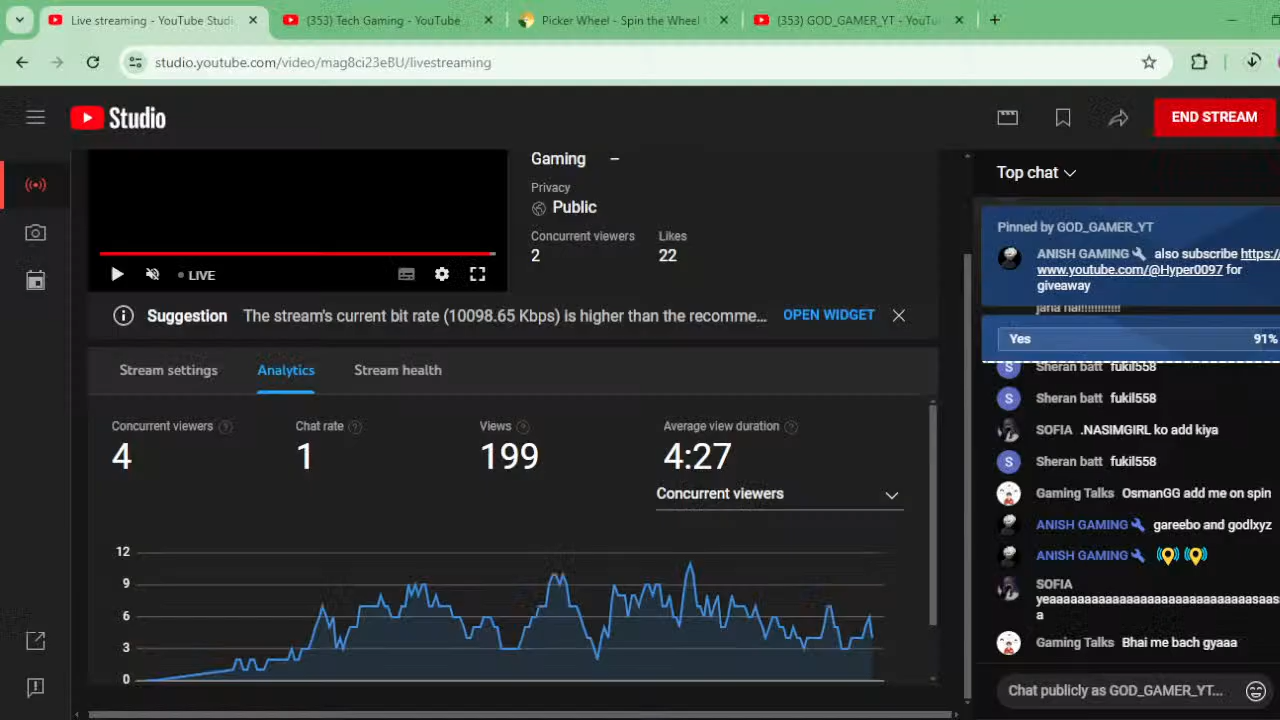 Live streaming - YouTube Studi
(353) Tech Gaming - YouTube
Picker Wheel - Spin the Wheel
(353) GOD_GAMER_YT - YouTu
studio.youtube.com/video/mag8ci23eBU/livestreaming
Studio
END STREAM
Gaming –
Privacy
Public
Concurrent viewers
2
Likes
22
LIVE
Suggestion The stream's current bit rate (10098.65 Kbps) is higher than the recomme... OPEN WIDGET
Stream settings
Analytics
Stream health
Concurrent viewers
4
Chat rate
1
Views
199
Average view duration
4:27
Concurrent viewers
12
9
6
3
0
Top chat
Pinned by GOD_GAMER_YT
ANISH GAMING also subscribe https:/
www.youtube.com/@Hyper0097 for
giveaway
jana hai!!!!!!!!!!!!
Yes 91%
Sheran batt fukil558
Sheran batt fukil558
SOFIA .NASIMGIRL ko add kiya
Sheran batt fukil558
Gaming Talks OsmanGG add me on spin
ANISH GAMING gareebo and godlxyz
ANISH GAMING
SOFIA
Gaming Talks Bhai me bach gyaaa
Chat publicly as GOD_GAMER_YT...